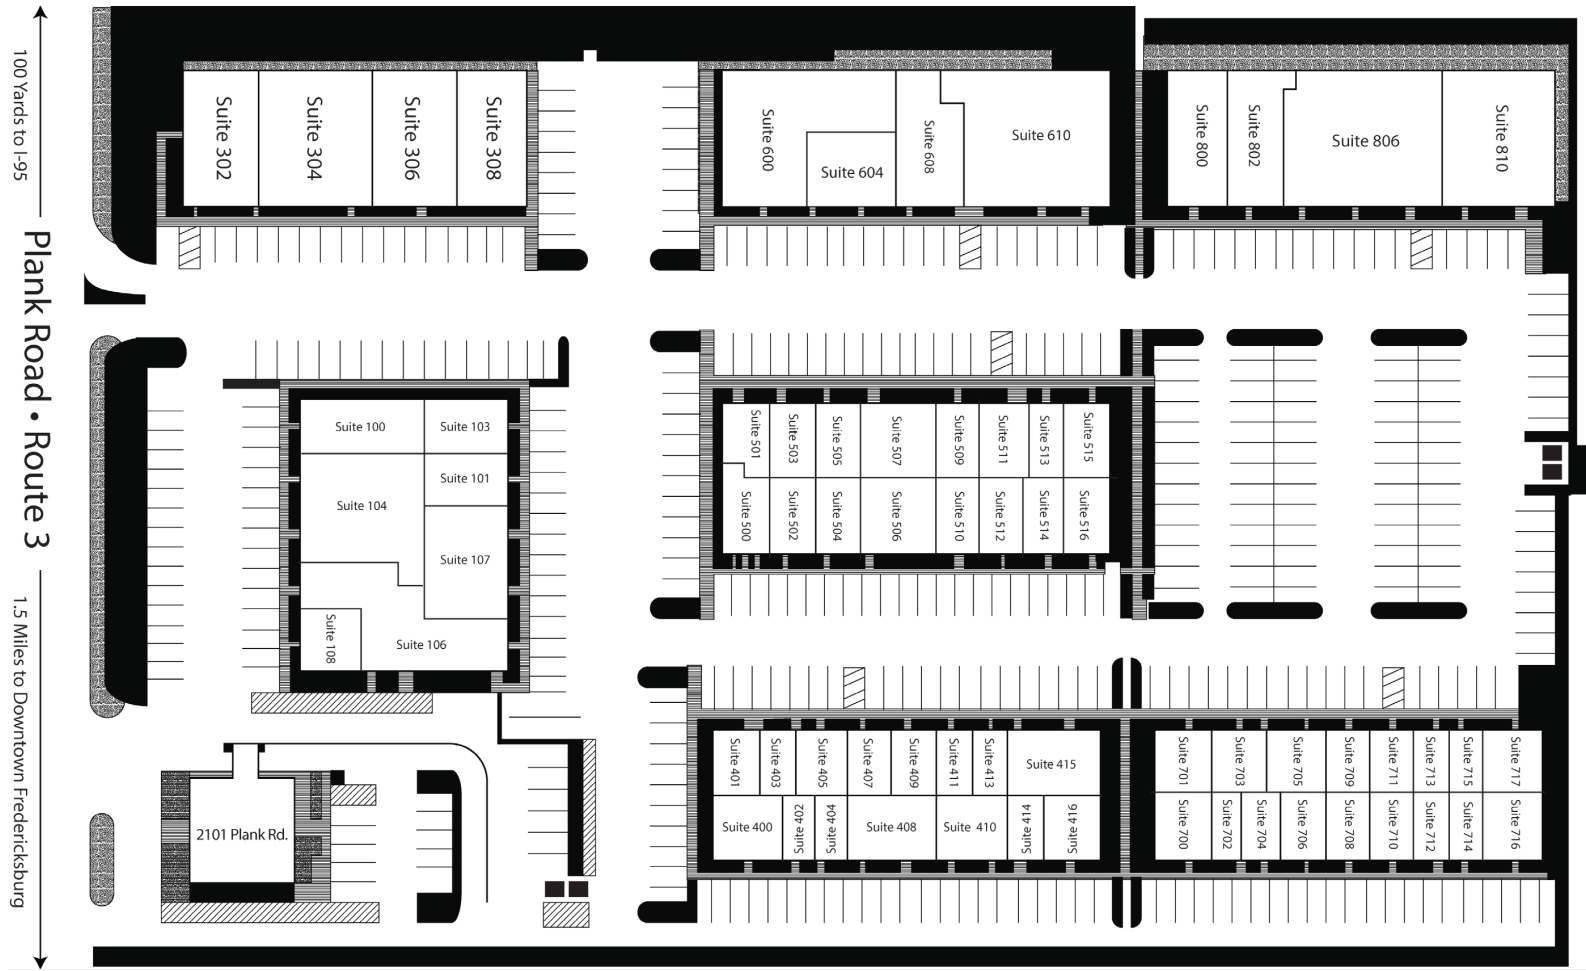 100 Yards to I-95
Plank Road • Route 3
1.5 Miles to Downtown Fredericksburg
Suite 302
Suite 304
Suite 306
Suite 308
Suite 600
Suite 604
Suite 608
Suite 610
Suite 800
Suite 802
Suite 806
Suite 810
Suite 100
Suite 103
Suite 101
Suite 104
Suite 107
Suite 108
Suite 106
Suite 501
Suite 503
Suite 505
Suite 507
Suite 509
Suite 511
Suite 513
Suite 515
Suite 500
Suite 502
Suite 504
Suite 506
Suite 510
Suite 512
Suite 514
Suite 516
2101 Plank Rd.
Suite 401
Suite 403
Suite 405
Suite 407
Suite 409
Suite 411
Suite 413
Suite 415
Suite 400
Suite 402
Suite 404
Suite 408
Suite 410
Suite 414
Suite 416
Suite 701
Suite 703
Suite 705
Suite 709
Suite 711
Suite 713
Suite 715
Suite 717
Suite 700
Suite 702
Suite 704
Suite 706
Suite 708
Suite 710
Suite 712
Suite 714
Suite 716